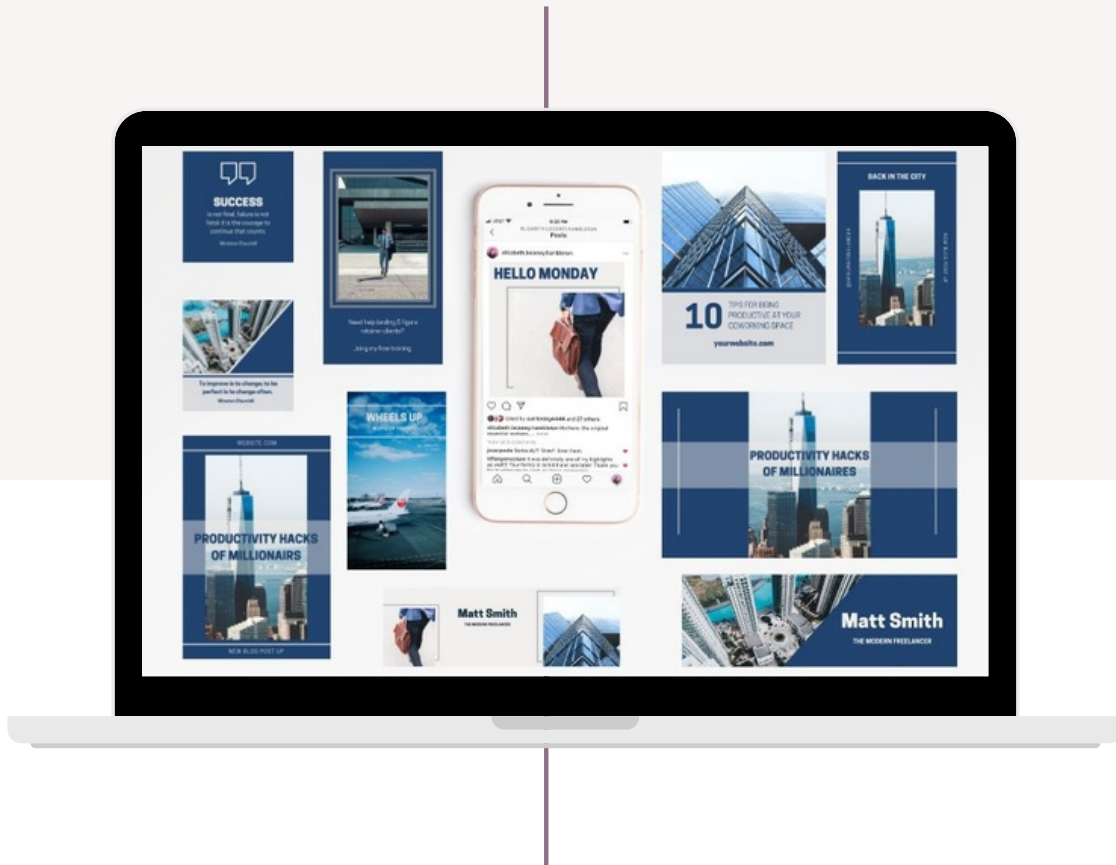 SUCCESS
is not final, failure is not
fatal: it is the courage to
continue that counts.
Winston Churchill
To improve is to change; to be
perfect is to change often.
Winston Churchill
WEBSITE.COM
PRODUCTIVITY HACKS
OF MILLIONAIRS
NEW BLOG POST UP
Need help landing 5 figure
retainer clients?
Joing my free training
WHEELS UP
Posts
HELLO MONDAY
and 27 others
Matt Smith
THE MODERN FREELANCER
10
TIPS FOR BEING
PRODUCTIVE AT YOUR
COWORKING SPACE
yourwebsite.com
BACK IN THE CITY
PRODUCTIVITY HACKS
OF MILLIONAIRES
Matt Smith
THE MODERN FREELANCER